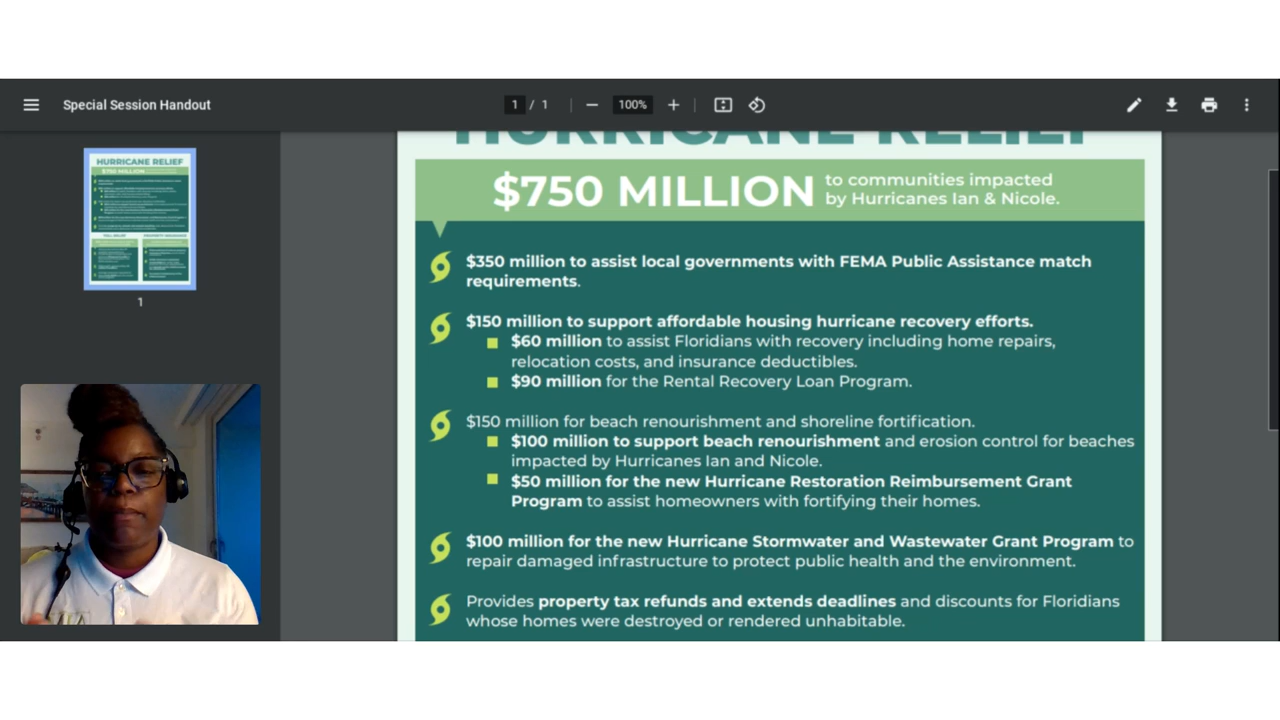 Special Session Handout
1 / 1
100%
HURRICANE RELIEF
$750 MILLION
1
HURRICANE RELIEF
$750 MILLION to communities impacted
by Hurricanes Ian & Nicole.
$350 million to assist local governments with FEMA Public Assistance match
requirements.
$150 million to support affordable housing hurricane recovery efforts.
$60 million to assist Floridians with recovery including home repairs,
relocation costs, and insurance deductibles.
$90 million for the Rental Recovery Loan Program.
$150 million for beach renourishment and shoreline fortification.
$100 million to support beach renourishment and erosion control for beaches
impacted by Hurricanes Ian and Nicole.
$50 million for the new Hurricane Restoration Reimbursement Grant
Program to assist homeowners with fortifying their homes.
$100 million for the new Hurricane Stormwater and Wastewater Grant Program to
repair damaged infrastructure to protect public health and the environment.
Provides property tax refunds and extends deadlines and discounts for Floridians
whose homes were destroyed or rendered unhabitable.